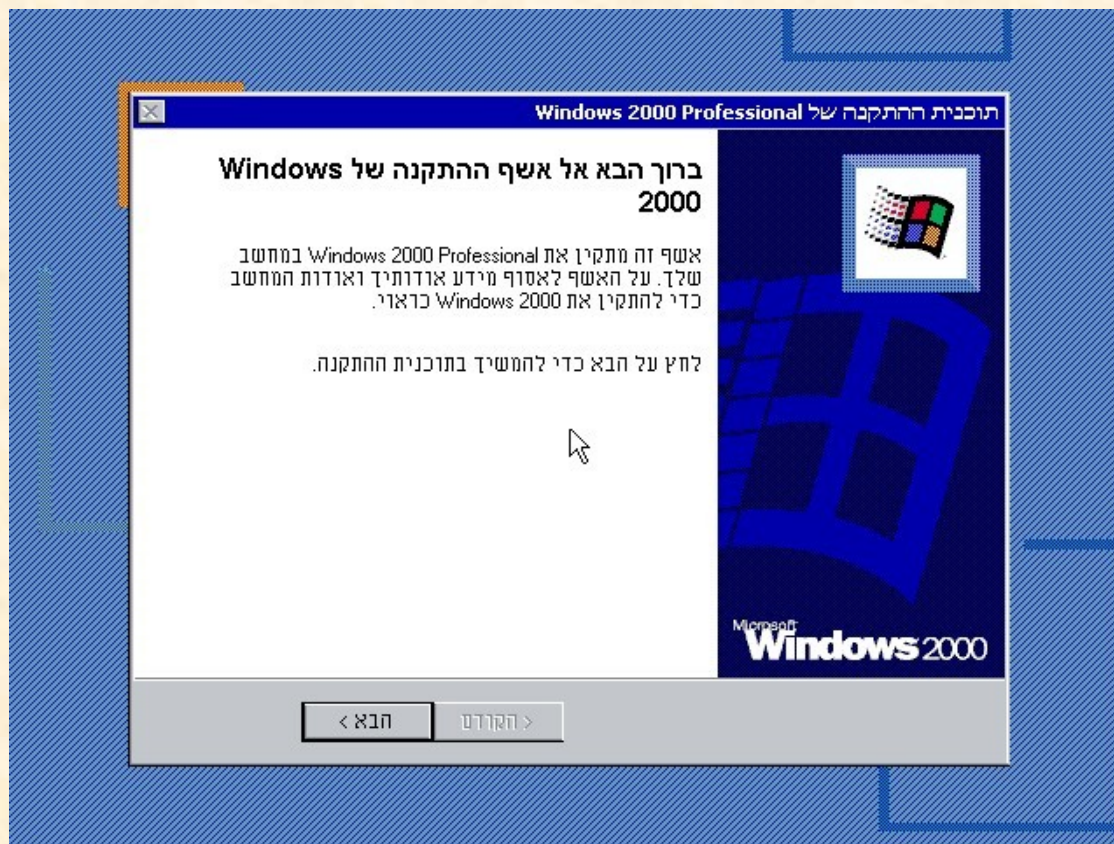 תוכנית ההתקנה של Windows 2000 Professional
ברוך הבא אל אשף ההתקנה של Windows
2000
אשף זה מתקין את Windows 2000 Professional במחשב
שלך. על האשף לאסוף מידע אודותיך ואודות המחשב
כדי להתקין את Windows 2000 כראוי.
לחץ על הבא כדי להמשיך בתוכנית ההתקנה.
Microsoft
Windows 2000
< הקודם
הבא >